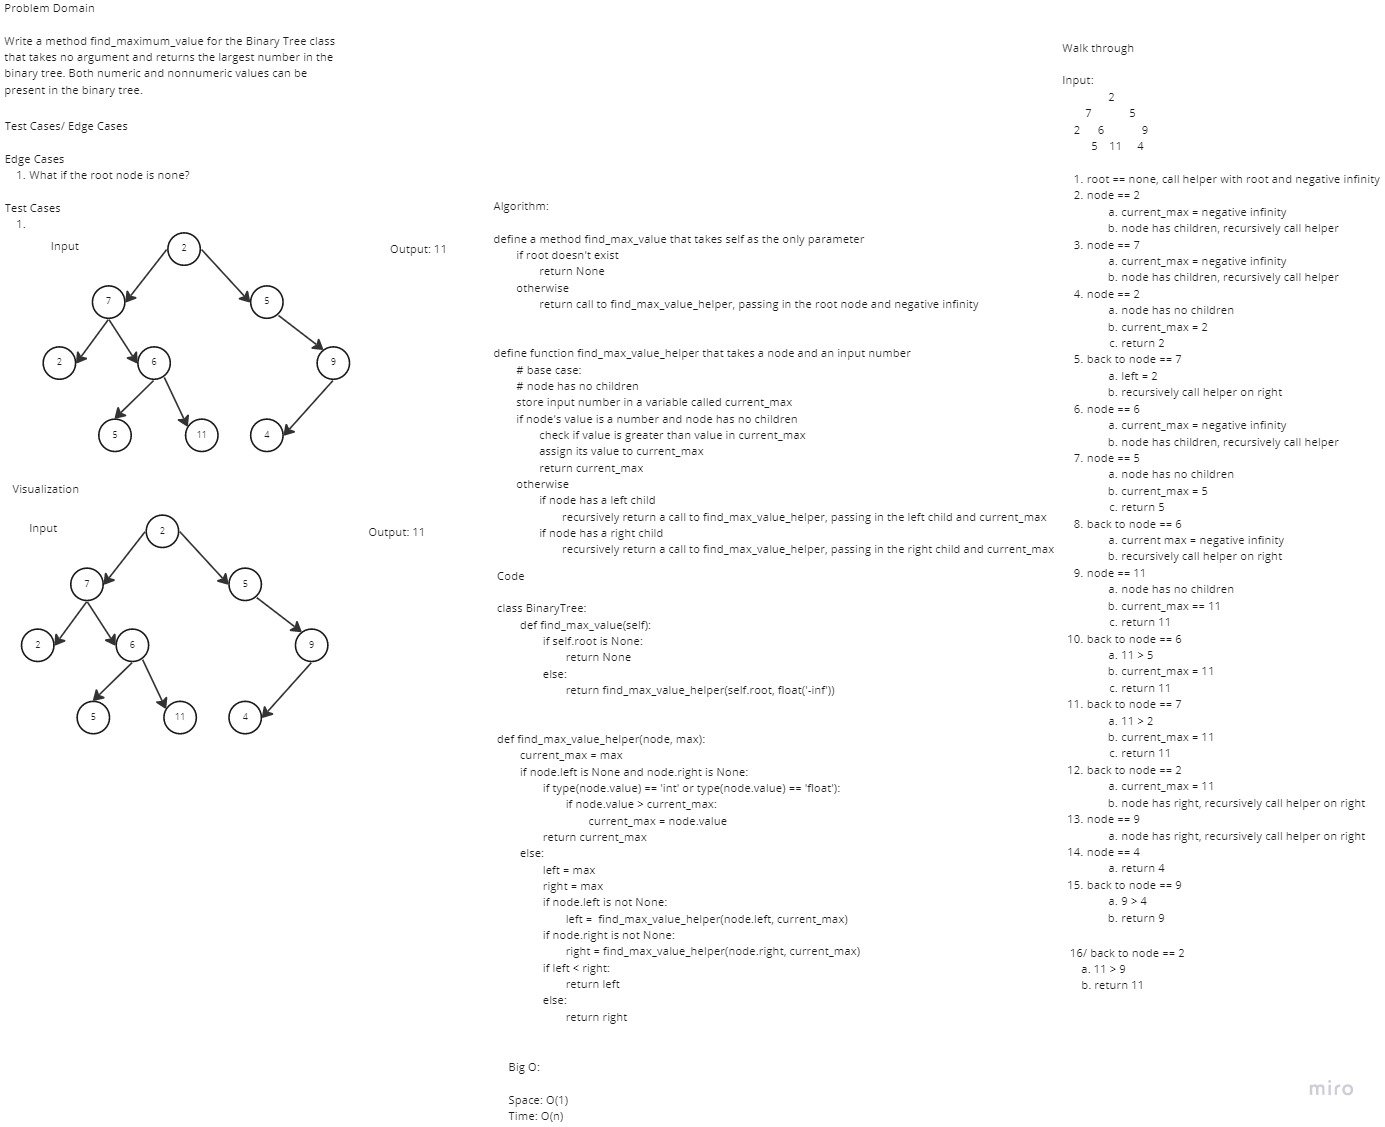 Problem Domain
Write a method find_maximum_value for the Binary Tree class
that takes no argument and returns the largest number in the
binary tree. Both numeric and nonnumeric values can be
present in the binary tree.
Test Cases/ Edge Cases
Edge Cases
1. What if the root node is none?
Test Cases
1.
Input
Output: 11
2
7
5
2
6
9
5
11
4
Visualization
Input
Output: 11
2
7
5
2
6
9
5
11
4
Algorithm:
define a method find_max_value that takes self as the only parameter
if root doesn't exist
return None
otherwise
return call to find_max_value_helper, passing in the root node and negative infinity
define function find_max_value_helper that takes a node and an input number
# base case:
# node has no children
store input number in a variable called current_max
if node's value is a number and node has no children
check if value is greater than value in current_max
assign its value to current_max
return current_max
otherwise
if node has a left child
recursively return a call to find_max_value_helper, passing in the left child and current_max
if node has a right child
recursively return a call to find_max_value_helper, passing in the right child and current_max
Code
class BinaryTree:
def find_max_value(self):
if self.root is None:
return None
else:
return find_max_value_helper(self.root, float('-inf'))
def find_max_value_helper(node, max):
current_max = max
if node.left is None and node.right is None:
if type(node.value) == 'int' or type(node.value) == 'float'):
if node.value > current_max:
current_max = node.value
return current_max
else:
left = max
right = max
if node.left is not None:
left =  find_max_value_helper(node.left, current_max)
if node.right is not None:
right = find_max_value_helper(node.right, current_max)
if left < right:
return left
else:
return right
Big O:
Space: O(1)
Time: O(n)
Walk through
Input:
2
7 5
2 6 9
5 11 4
1. root == none, call helper with root and negative infinity
2. node == 2
a. current_max = negative infinity
b. node has children, recursively call helper
3. node == 7
a. current_max = negative infinity
b. node has children, recursively call helper
4. node == 2
a. node has no children
b. current_max = 2
c. return 2
5. back to node == 7
a. left = 2
b. recursively call helper on right
6. node == 6
a. current_max = negative infinity
b. node has children, recursively call helper
7. node == 5
a. node has no children
b. current_max = 5
c. return 5
8. back to node == 6
a. current max = negative infinity
b. recursively call helper on right
9. node == 11
a. node has no children
b. current_max == 11
c. return 11
10. back to node == 6
a. 11 > 5
b. current_max = 11
c. return 11
11. back to node == 7
a. 11 > 2
b. current_max = 11
c. return 11
12. back to node == 2
a. current_max = 11
b. node has right, recursively call helper on right
13. node == 9
a. node has right, recursively call helper on right
14. node == 4
a. return 4
15. back to node == 9
a. 9 > 4
b. return 9
16/ back to node == 2
a. 11 > 9
b. return 11
miro